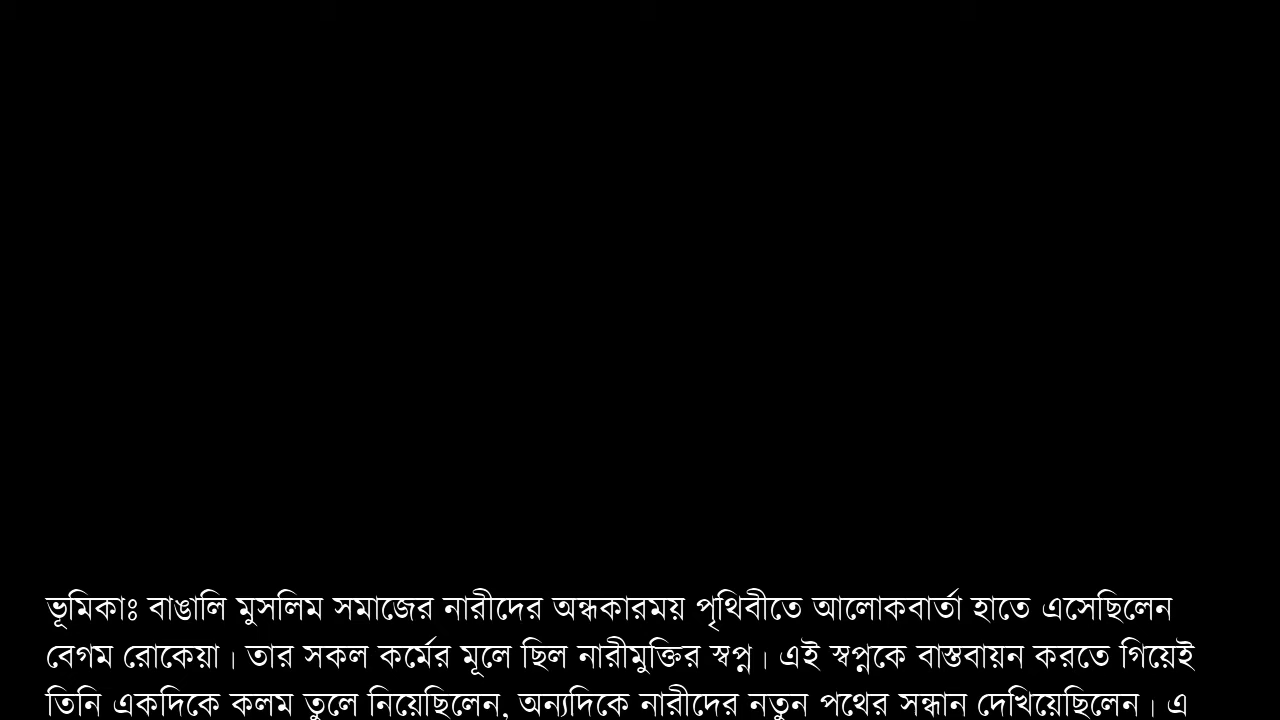 ভূমিকাঃ বাঙালি মুসলিম সমাজের নারীদের অন্ধকারময় পৃথিবীতে আলোকবার্তা হাতে এসেছিলেন
বেগম রোকেয়া। তার সকল কর্মের মূলে ছিল নারীমুক্তির স্বপ্ন। এই স্বপ্নকে বাস্তবায়ন করতে গিয়েই
তিনি একদিকে কলম তুলে নিয়েছিলেন, অন্যদিকে নারীদের নতুন পথের সন্ধান দেখিয়েছিলেন। এ